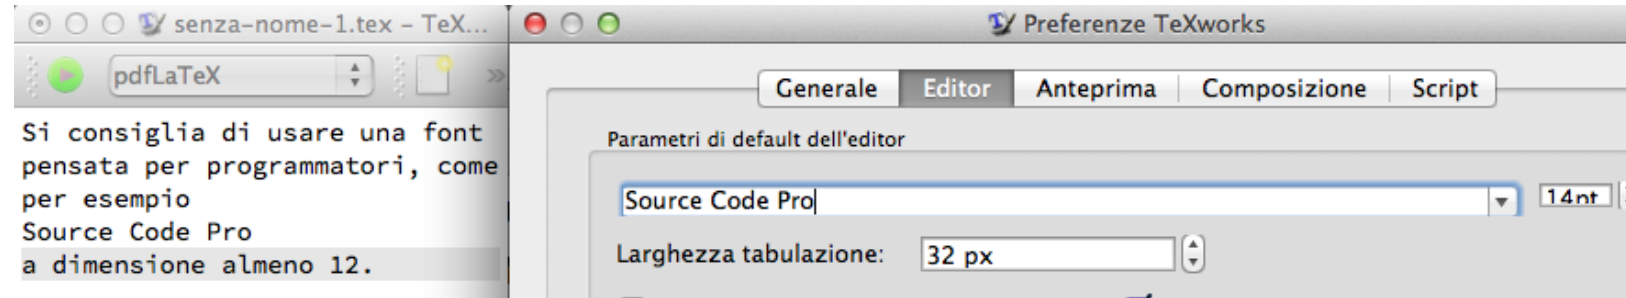 senza-nome-1.tex – TeX...
pdfLaTeX
»
Si consiglia di usare una font
pensata per programmatori, come
per esempio
Source Code Pro
a dimensione almeno 12.
Preferenze TeXworks
Generale Editor Anteprima Composizione Script
Parametri di default dell'editor
Source Code Pro 14pt
Larghezza tabulazione: 32 px